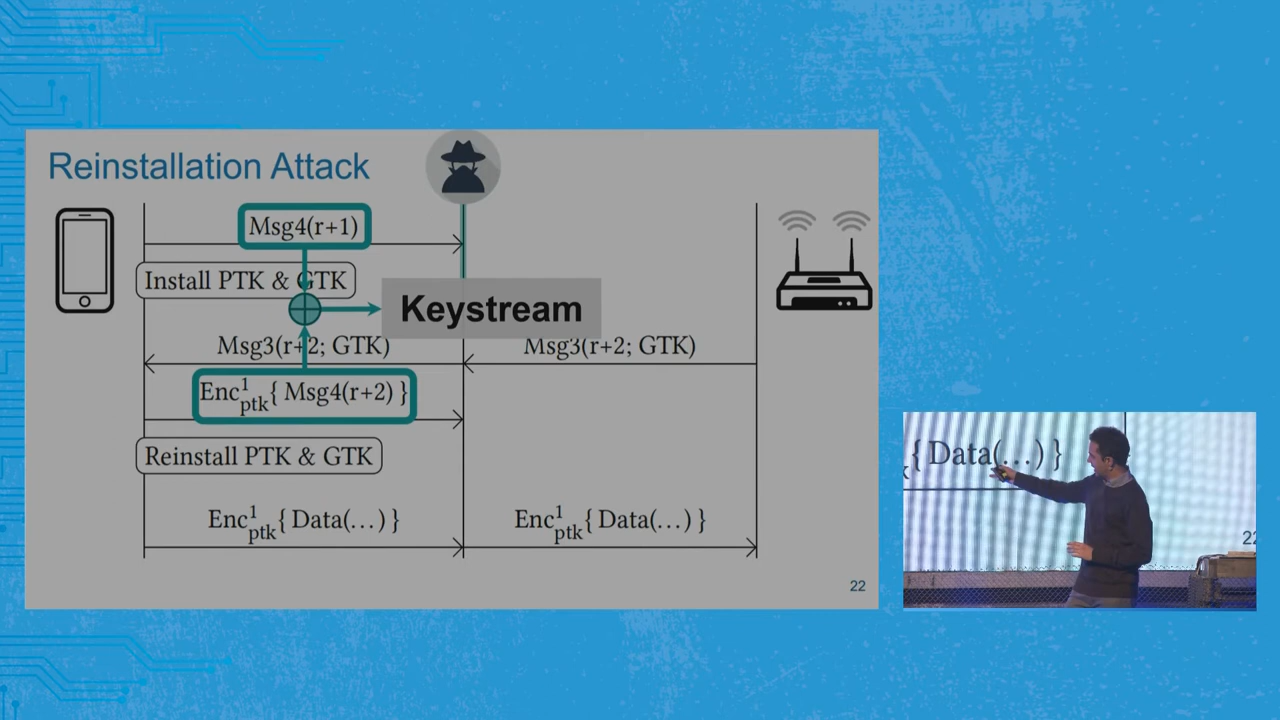 Reinstallation Attack
Msg4(r+1)
Install PTK & GTK
Keystream
Msg3(r+2; GTK)
Msg3(r+2; GTK)
Enc¹ptk{ Msg4(r+2) }
Reinstall PTK & GTK
Enc¹ptk{ Data(…) }
Enc¹ptk{ Data(…) }
22
{ Data(…) }
22